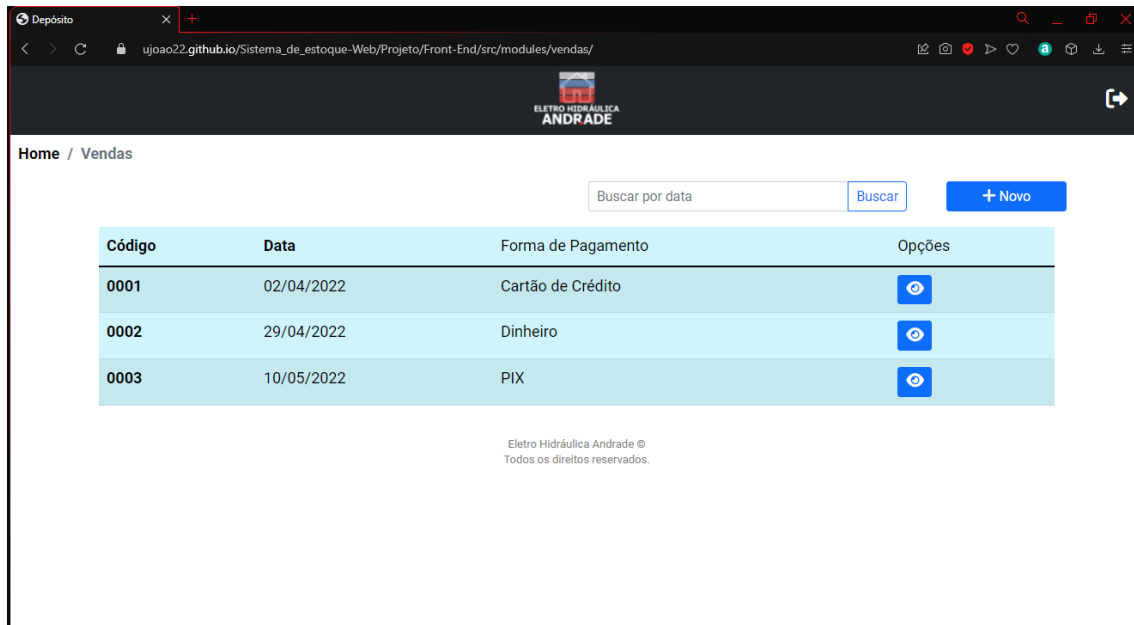 Depósito
ujoao22.github.io/Sistema_de_estoque-Web/Projeto/Front-End/src/modules/vendas/
a
ELETRO HIDRÁULICA
ANDRADE
Home / Vendas
Buscar por data Buscar + Novo
Código Data Forma de Pagamento Opções
0001 02/04/2022 Cartão de Crédito
0002 29/04/2022 Dinheiro
0003 10/05/2022 PIX
Eletro Hidráulica Andrade ©
Todos os direitos reservados.